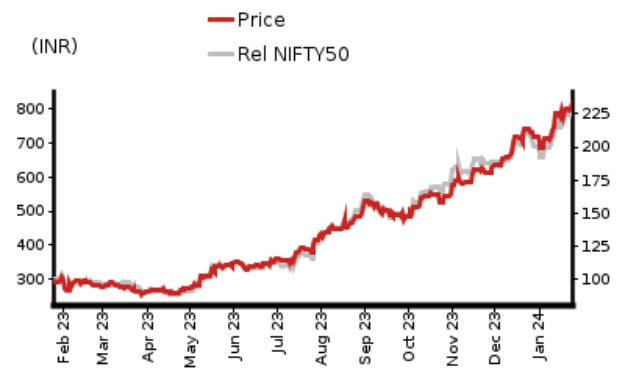 Price
(INR)
Rel NIFTY50
800
700
600
500
400
300
225
200
175
150
125
100
Feb 23
Mar 23
Apr 23
May 23
Jun 23
Jul 23
Aug 23
Sep 23
Oct 23
Nov 23
Dec 23
Jan 24